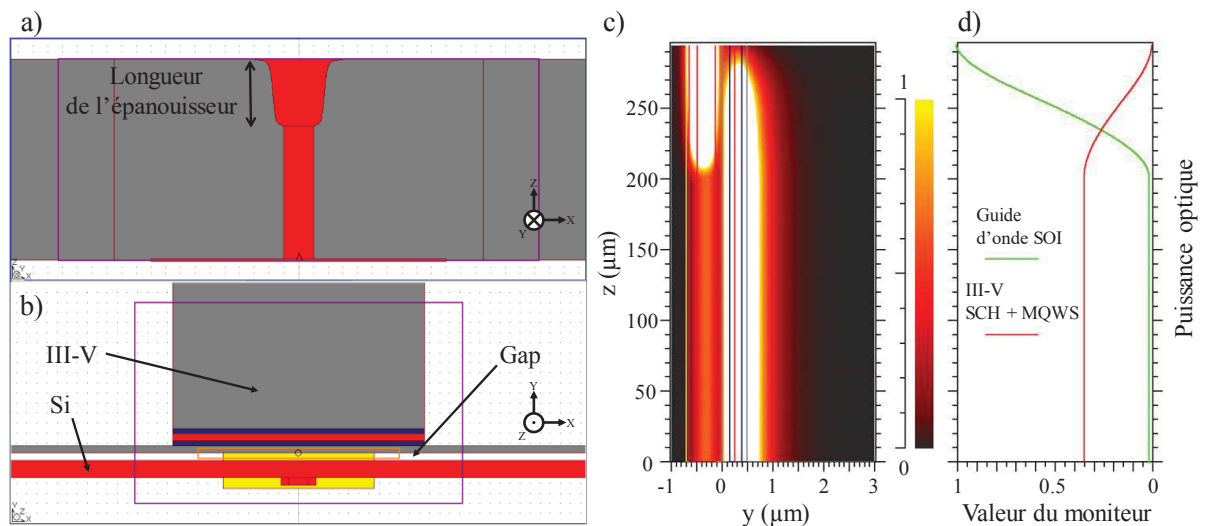 a)
Longueur
de l'épanouisseur
Z
Y
X
b)
III-V
Gap
Si
Y
Z
X
c)
z (µm)
250
200
150
100
50
0
-1
0
1
2
3
y (µm)
1
0
d)
Guide
d'onde SOI
III-V
SCH + MQWS
1
0.5
0
Valeur du moniteur
Puissance optique